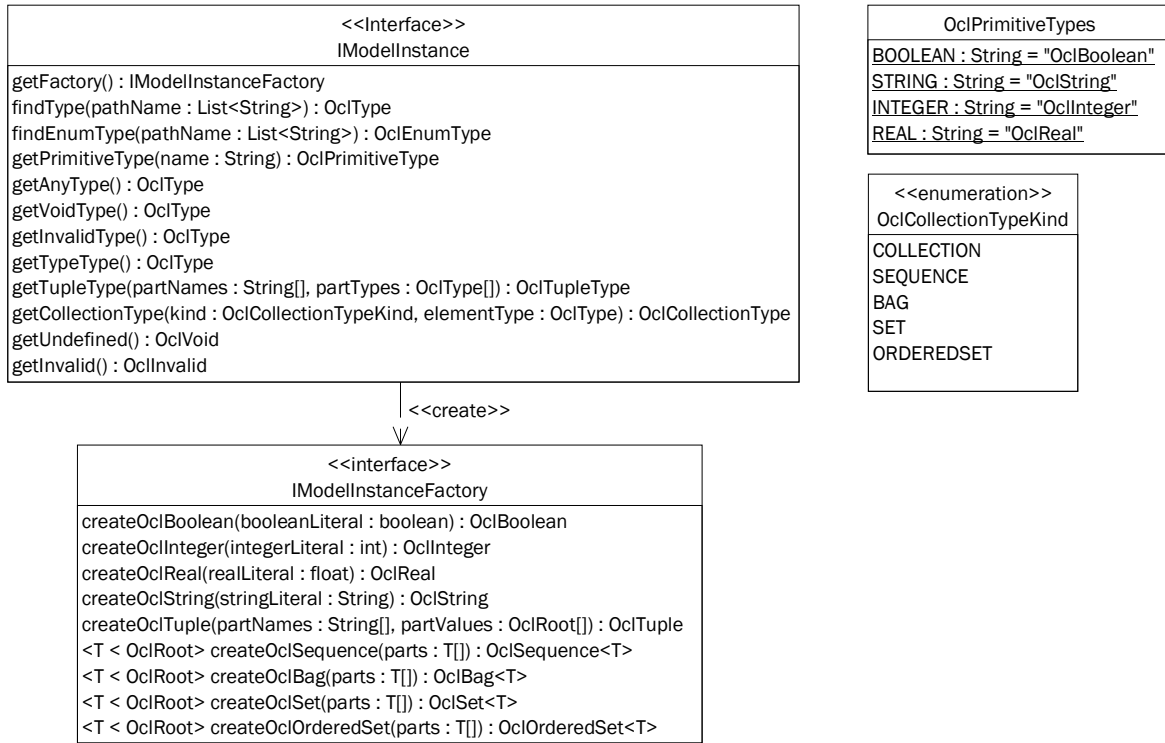 <<Interface>>
IModelInstance
getFactory() : IModelInstanceFactory
findType(pathName : List<String>) : OclType
findEnumType(pathName : List<String>) : OclEnumType
getPrimitiveType(name : String) : OclPrimitiveType
getAnyType() : OclType
getVoidType() : OclType
getInvalidType() : OclType
getTypeType() : OclType
getTupleType(partNames : String[], partTypes : OclType[]) : OclTupleType
getCollectionType(kind : OclCollectionTypeKind, elementType : OclType) : OclCollectionType
getUndefined() : OclVoid
getInvalid() : OclInvalid
OclPrimitiveTypes
BOOLEAN : String = "OclBoolean"
STRING : String = "OclString"
INTEGER : String = "OclInteger"
REAL : String = "OclReal"
<<enumeration>>
OclCollectionTypeKind
COLLECTION
SEQUENCE
BAG
SET
ORDEREDSET
<<create>>
<<interface>>
IModelInstanceFactory
createOclBoolean(booleanLiteral : boolean) : OclBoolean
createOclInteger(integerLiteral : int) : OclInteger
createOclReal(realLiteral : float) : OclReal
createOclString(stringLiteral : String) : OclString
createOclTuple(partNames : String[], partValues : OclRoot[]) : OclTuple
<T < OclRoot> createOclSequence(parts : T[]) : OclSequence<T>
<T < OclRoot> createOclBag(parts : T[]) : OclBag<T>
<T < OclRoot> createOclSet(parts : T[]) : OclSet<T>
<T < OclRoot> createOclOrderedSet(parts : T[]) : OclOrderedSet<T>